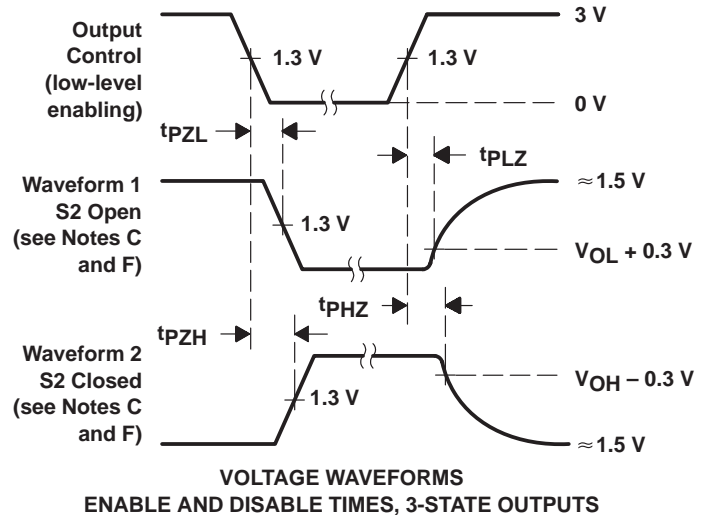 3 V
Output
Control
(low-level
enabling)
1.3 V
1.3 V
0 V
tPZL
tPLZ
Waveform 1
S2 Open
(see Notes C
and F)
≈1.5 V
1.3 V
VOL + 0.3 V
tPHZ
tPZH
Waveform 2
S2 Closed
(see Notes C
and F)
VOH – 0.3 V
1.3 V
≈1.5 V
VOLTAGE WAVEFORMS
ENABLE AND DISABLE TIMES, 3-STATE OUTPUTS